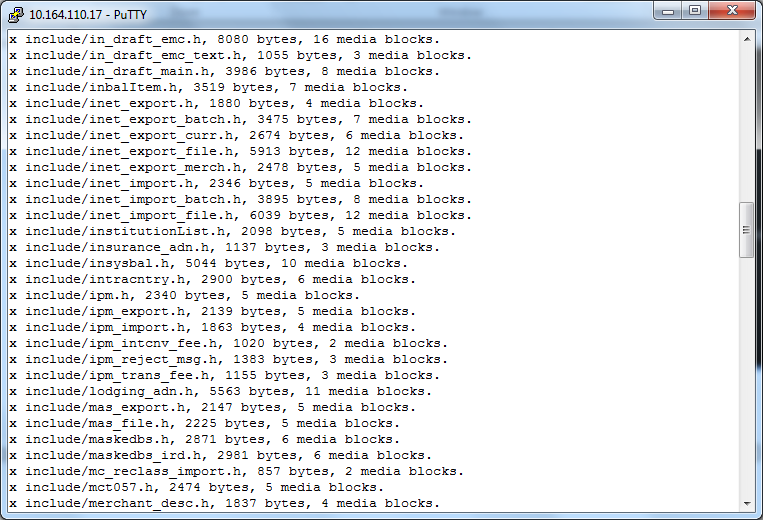 10.164.110.17 - PuTTY
x include/in_draft_emc.h, 8080 bytes, 16 media blocks.
x include/in_draft_emc_text.h, 1055 bytes, 3 media blocks.
x include/in_draft_main.h, 3986 bytes, 8 media blocks.
x include/inbalItem.h, 3519 bytes, 7 media blocks.
x include/inet_export.h, 1880 bytes, 4 media blocks.
x include/inet_export_batch.h, 3475 bytes, 7 media blocks.
x include/inet_export_curr.h, 2674 bytes, 6 media blocks.
x include/inet_export_file.h, 5913 bytes, 12 media blocks.
x include/inet_export_merch.h, 2478 bytes, 5 media blocks.
x include/inet_import.h, 2346 bytes, 5 media blocks.
x include/inet_import_batch.h, 3895 bytes, 8 media blocks.
x include/inet_import_file.h, 6039 bytes, 12 media blocks.
x include/institutionList.h, 2098 bytes, 5 media blocks.
x include/insurance_adn.h, 1137 bytes, 3 media blocks.
x include/insysbal.h, 5044 bytes, 10 media blocks.
x include/intracntry.h, 2900 bytes, 6 media blocks.
x include/ipm.h, 2340 bytes, 5 media blocks.
x include/ipm_export.h, 2139 bytes, 5 media blocks.
x include/ipm_import.h, 1863 bytes, 4 media blocks.
x include/ipm_intcnv_fee.h, 1020 bytes, 2 media blocks.
x include/ipm_reject_msg.h, 1383 bytes, 3 media blocks.
x include/ipm_trans_fee.h, 1155 bytes, 3 media blocks.
x include/lodging_adn.h, 5563 bytes, 11 media blocks.
x include/mas_export.h, 2147 bytes, 5 media blocks.
x include/mas_file.h, 2225 bytes, 5 media blocks.
x include/maskedbs.h, 2871 bytes, 6 media blocks.
x include/maskedbs_ird.h, 2981 bytes, 6 media blocks.
x include/mc_reclass_import.h, 857 bytes, 2 media blocks.
x include/mct057.h, 2474 bytes, 5 media blocks.
x include/merchant_desc.h, 1837 bytes, 4 media blocks.